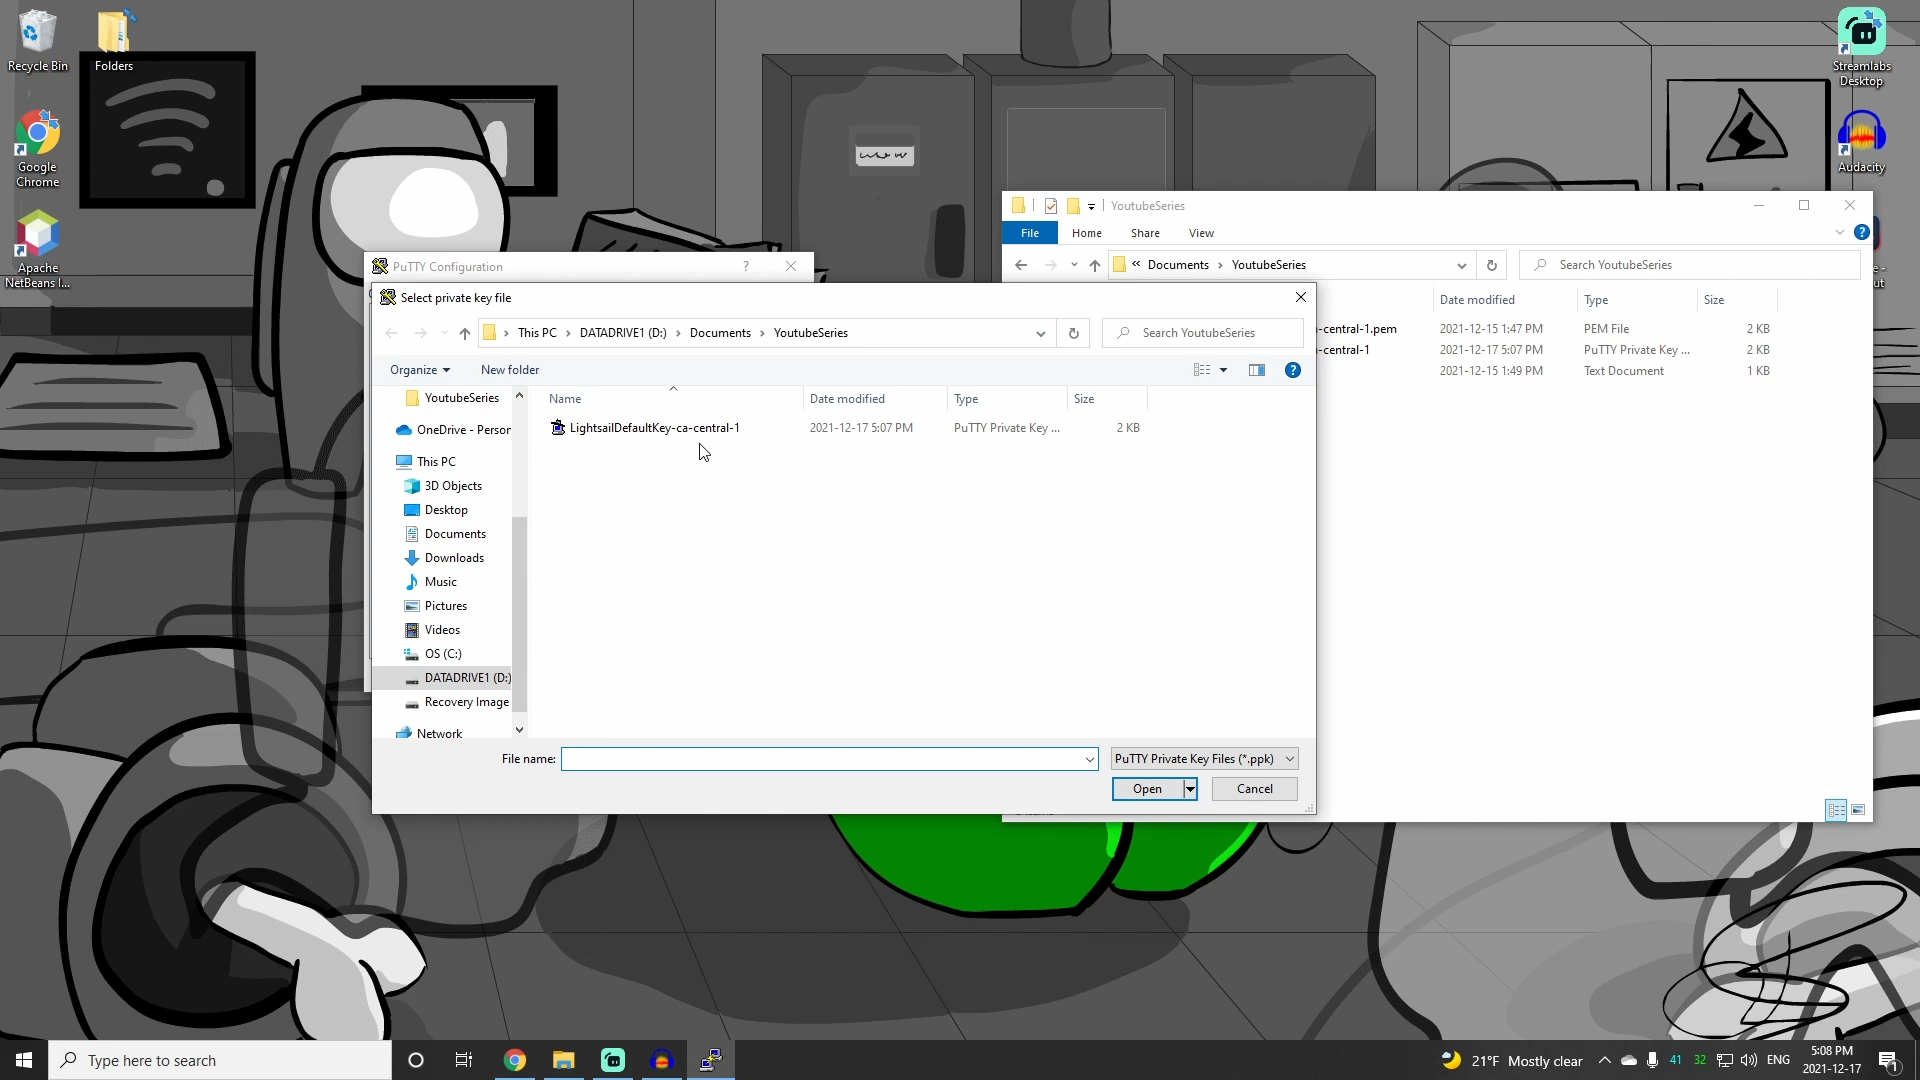 Recycle Bin
Folders
Google
Chrome
Apache
NetBeans I...
Streamlabs
Desktop
Audacity
YoutubeSeries
File
Home
Share
View
« Documents › YoutubeSeries
Search YoutubeSeries
Date modified
Type
Size
-central-1.pem
2021-12-15 1:47 PM
PEM File
2 KB
-central-1
2021-12-17 5:07 PM
PuTTY Private Key ...
2 KB
2021-12-15 1:49 PM
Text Document
1 KB
PuTTY Configuration
?
Select private key file
› This PC › DATADRIVE1 (D:) › Documents › YoutubeSeries
Search YoutubeSeries
Organize
New folder
YoutubeSeries
OneDrive - Person
This PC
3D Objects
Desktop
Documents
Downloads
Music
Pictures
Videos
OS (C:)
DATADRIVE1 (D:)
Recovery Image
Network
Name
Date modified
Type
Size
LightsailDefaultKey-ca-central-1
2021-12-17 5:07 PM
PuTTY Private Key ...
2 KB
File name:
PuTTY Private Key Files (*.ppk)
Open
Cancel
Type here to search
21°F Mostly clear
41
32
ENG
5:08 PM
2021-12-17
1